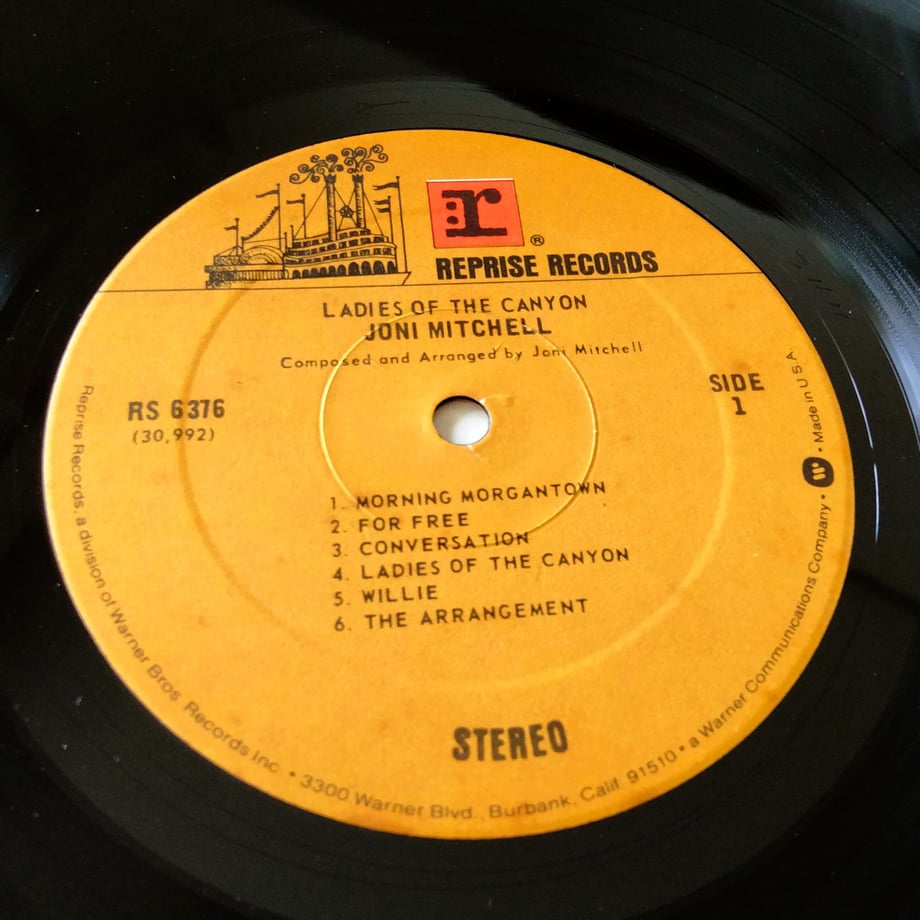 r
®
REPRISE RECORDS
LADIES OF THE CANYON
JONI MITCHELL
Composed and Arranged by Joni Mitchell
RS 6376
(30,992)
SIDE
1
1. MORNING MORGANTOWN
2. FOR FREE
3. CONVERSATION
4. LADIES OF THE CANYON
5. WILLIE
6. THE ARRANGEMENT
STEREO
Reprise Records, a division of Warner Bros. Records Inc. • 3300 Warner Blvd., Burbank, Calif. 91510 • a Warner Communications Company • W • Made in U.S.A.